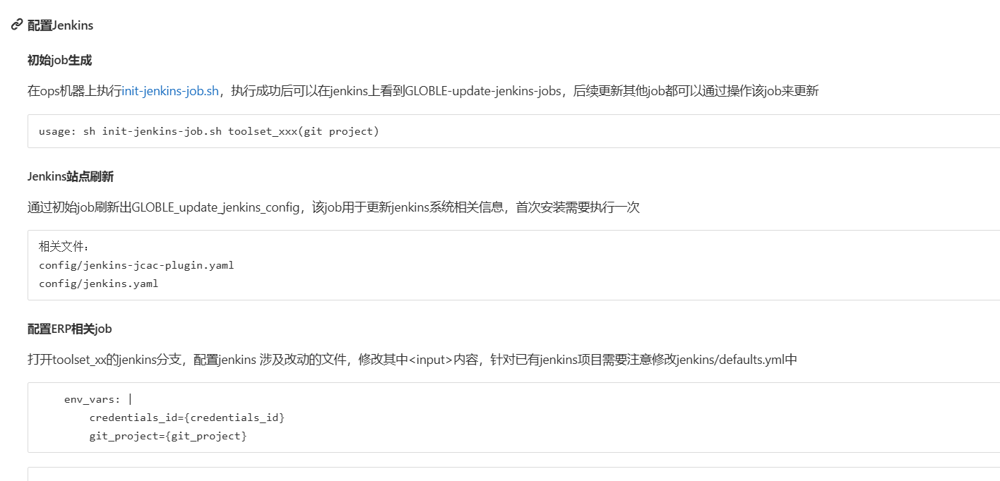 配置Jenkins
初始job生成
在ops机器上执行init-jenkins-job.sh，执行成功后可以在jenkins上看到GLOBLE-update-jenkins-jobs，后续更新其他job都可以通过操作该job来更新
usage: sh init-jenkins-job.sh toolset_xxx(git project)
Jenkins站点刷新
通过初始job刷新出GLOBLE_update_jenkins_config，该job用于更新jenkins系统相关信息，首次安装需要执行一次
相关文件：
config/jenkins-jcac-plugin.yaml
config/jenkins.yaml
配置ERP相关job
打开toolset_xx的jenkins分支，配置jenkins 涉及改动的文件，修改其中<input>内容，针对已有jenkins项目需要注意修改jenkins/defaults.yml中
env_vars: |
credentials_id={credentials_id}
git_project={git_project}